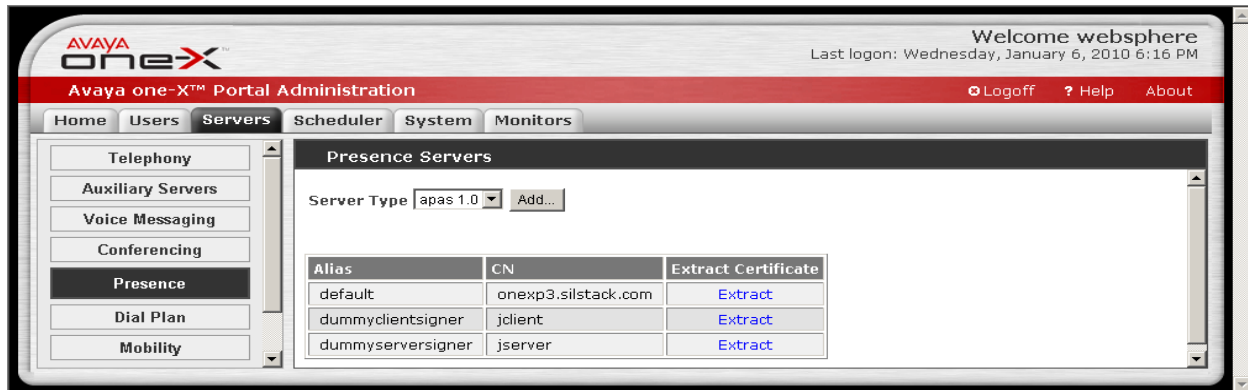 AVAYA
one-X™
Welcome websphere
Last logon: Wednesday, January 6, 2010 6:16 PM
Avaya one-X™ Portal Administration
Logoff ? Help About
Home Users Servers Scheduler System Monitors
Telephony
Auxiliary Servers
Voice Messaging
Conferencing
Presence
Dial Plan
Mobility
Presence Servers
Server Type apas 1.0 Add...
Alias CN Extract Certificate
default onexp3.silstack.com Extract
dummyclientsigner jclient Extract
dummyserversigner jserver Extract